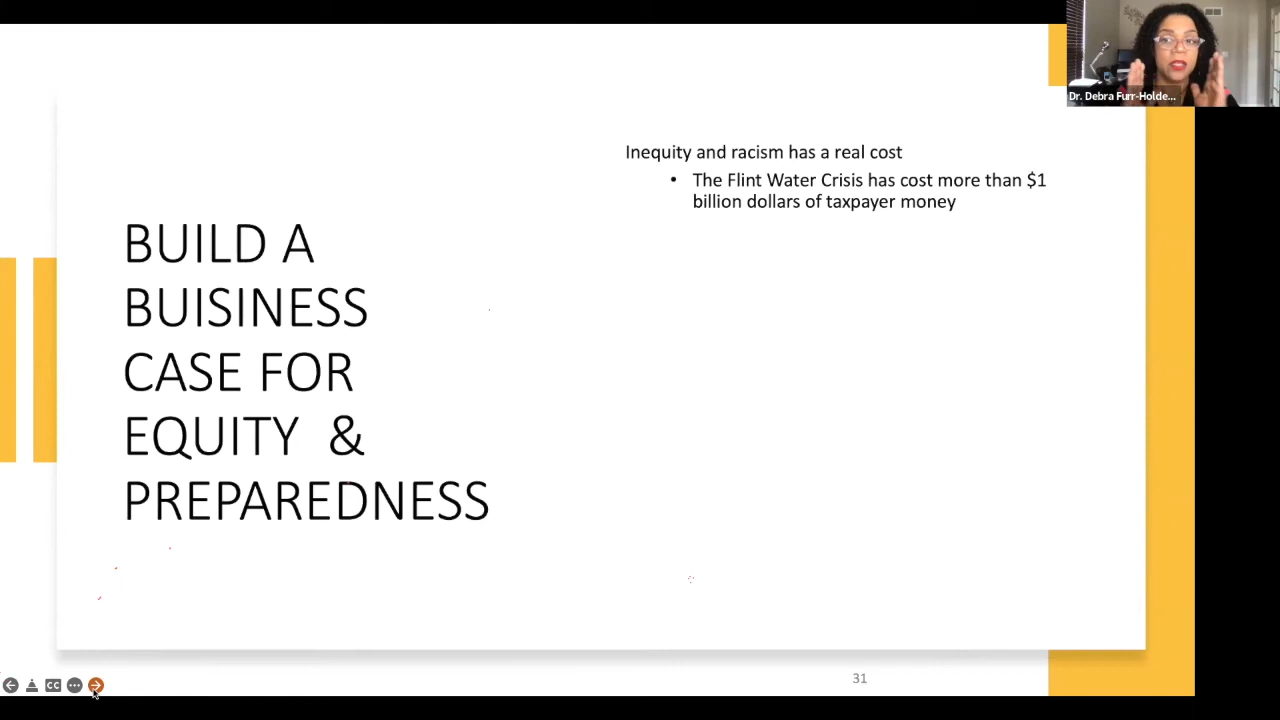 Dr. Debra Furr-Holde...
Inequity and racism has a real cost
• The Flint Water Crisis has cost more than $1
billion dollars of taxpayer money
BUILD A
BUISINESS
CASE FOR
EQUITY &
PREPAREDNESS
CC
31